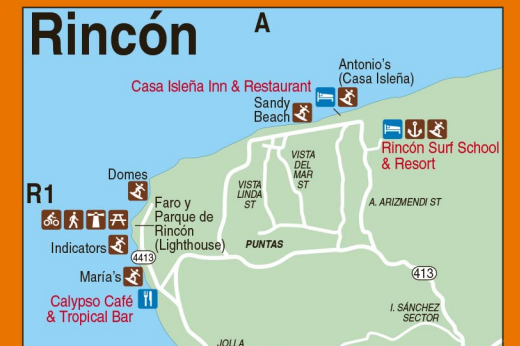 Rincón
A
Antonio's
(Casa Isleña)
Casa Isleña Inn & Restaurant
Sandy
Beach
Rincón Surf School
& Resort
VISTA
DEL
MAR
ST
Domes
VISTA
LINDA
ST
R1
Faro y
Parque de
Rincón
(Lighthouse)
A. ARIZMENDI ST
Indicators
PUNTAS
4413
María's
413
Calypso Café
& Tropical Bar
I. SÁNCHEZ
SECTOR
JOLLA